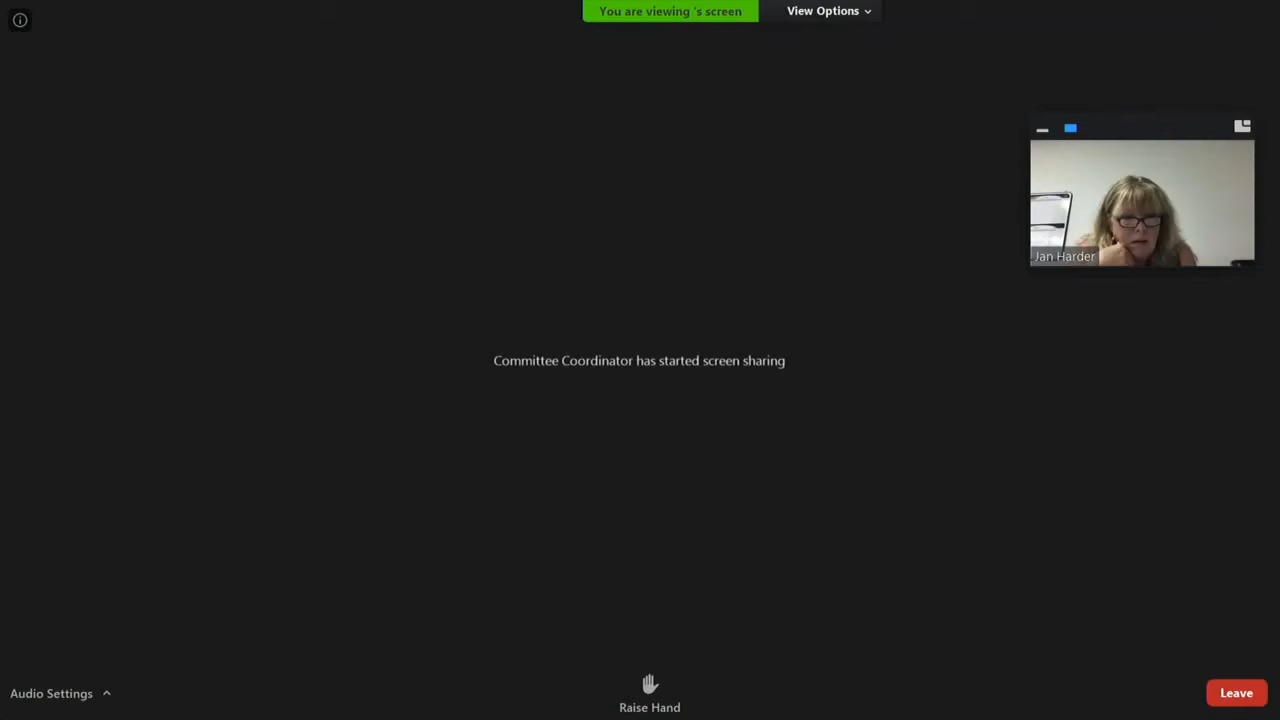 You are viewing 's screen
View Options
Jan Harder
Committee Coordinator has started screen sharing
Audio Settings
Raise Hand
Leave